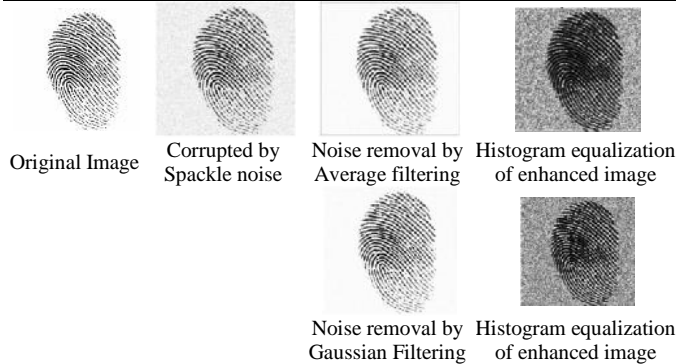 Original Image
Corrupted by
Spackle noise
Noise removal by
Average filtering
Histogram equalization
of enhanced image
Noise removal by
Gaussian Filtering
Histogram equalization
of enhanced image